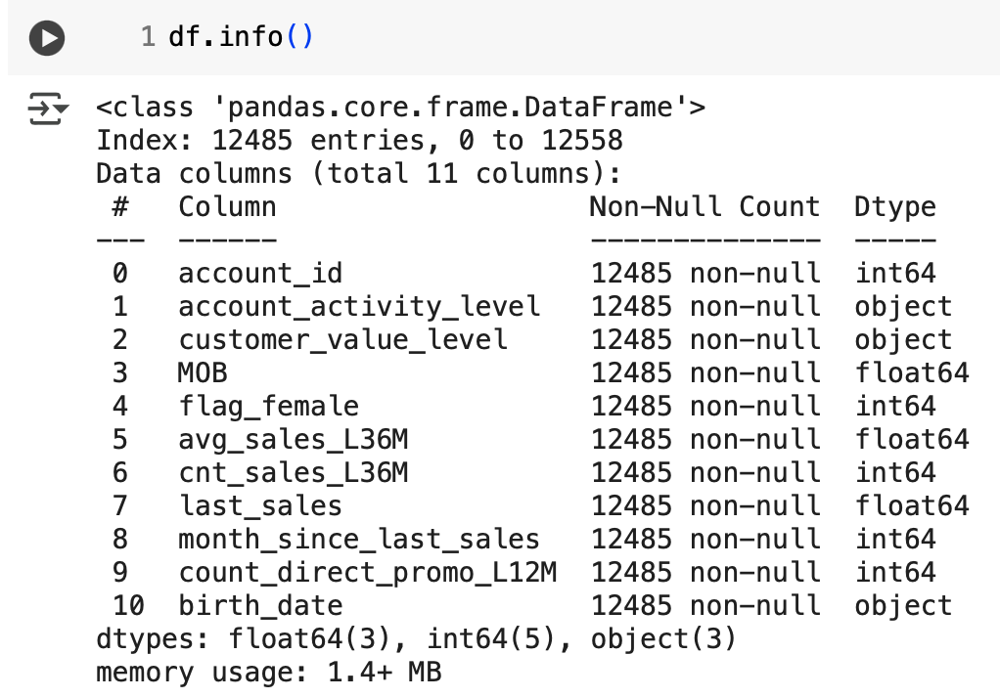 1 df.info()
<class 'pandas.core.frame.DataFrame'>
Index: 12485 entries, 0 to 12558
Data columns (total 11 columns):
 #   Column                   Non-Null Count  Dtype
---  ------                   --------------  -----
 0   account_id               12485 non-null  int64
 1   account_activity_level   12485 non-null  object
 2   customer_value_level     12485 non-null  object
 3   MOB                      12485 non-null  float64
 4   flag_female              12485 non-null  int64
 5   avg_sales_L36M           12485 non-null  float64
 6   cnt_sales_L36M           12485 non-null  int64
 7   last_sales               12485 non-null  float64
 8   month_since_last_sales   12485 non-null  int64
 9   count_direct_promo_L12M  12485 non-null  int64
 10  birth_date               12485 non-null  object
dtypes: float64(3), int64(5), object(3)
memory usage: 1.4+ MB